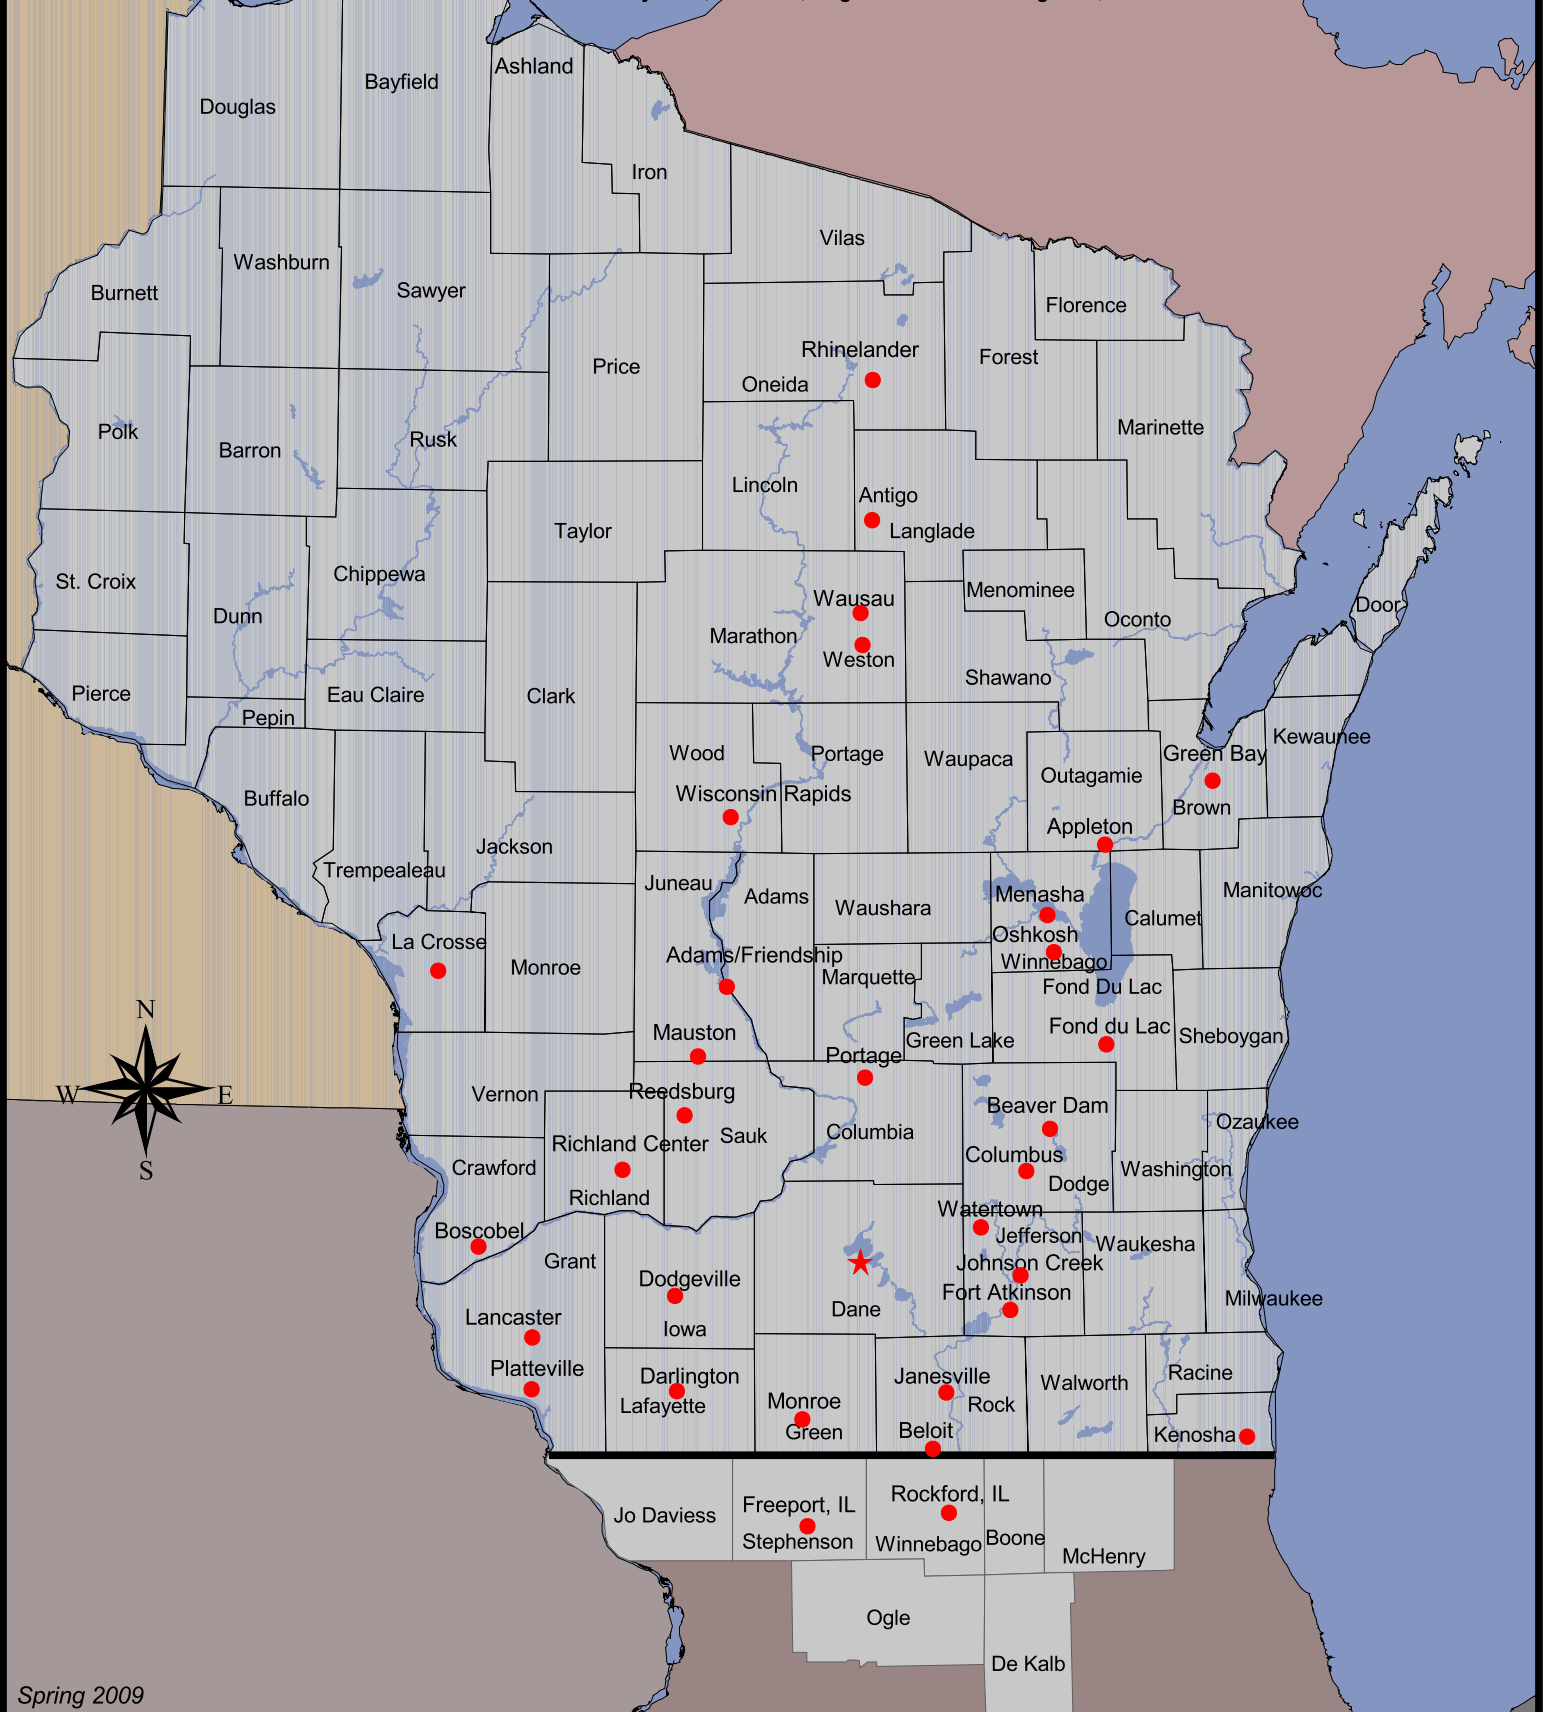 Ashland
Bayfield
Douglas
Iron
Vilas
Washburn
Sawyer
Burnett
Florence
Rhinelander
Forest
Price
Oneida
Marinette
Polk
Rusk
Barron
Lincoln
Antigo
Langlade
Taylor
Chippewa
St. Croix
Menominee
Wausau
Dunn
Door
Oconto
Marathon
Weston
Shawano
Pierce
Eau Claire
Clark
Pepin
Kewaunee
Wood
Portage
Green Bay
Waupaca
Outagamie
Buffalo
Wisconsin Rapids
Brown
Appleton
Jackson
Trempealeau
Juneau
Adams
Menasha
Manitowoc
Waushara
Calumet
La Crosse
Oshkosh
Adams/Friendship
Winnebago
Monroe
Marquette
Fond Du Lac
N
Fond du Lac
Mauston
Green Lake
Sheboygan
Portage
W
E
Vernon
Reedsburg
Beaver Dam
Ozaukee
Columbia
Sauk
Richland Center
Columbus
S
Crawford
Washington
Dodge
Richland
Watertown
Boscobel
Jefferson
Waukesha
Grant
Johnson Creek
Dodgeville
Fort Atkinson
Milwaukee
Dane
Lancaster
Iowa
Platteville
Darlington
Janesville
Racine
Walworth
Lafayette
Monroe
Rock
Green
Beloit
Kenosha
Rockford, IL
Freeport, IL
Jo Daviess
Stephenson
Winnebago
Boone
McHenry
Ogle
De Kalb
Spring 2009